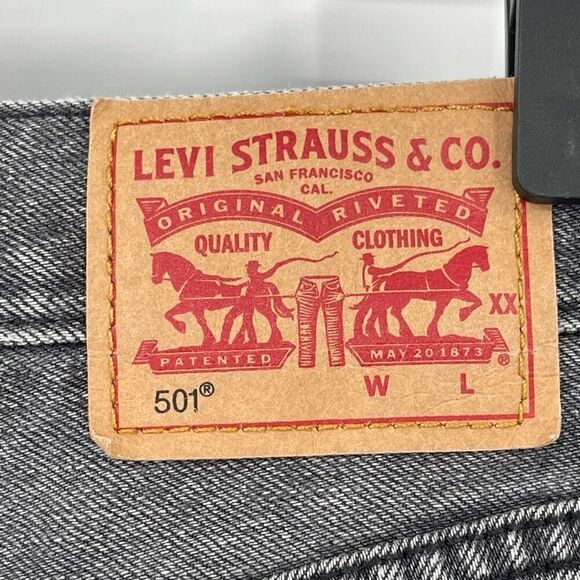 LEVI STRAUSS & CO.
SAN FRANCISCO
CAL.
ORIGINAL RIVETED
QUALITY CLOTHING
XX
PATENTED MAY 20 1873 ®
W L
501®